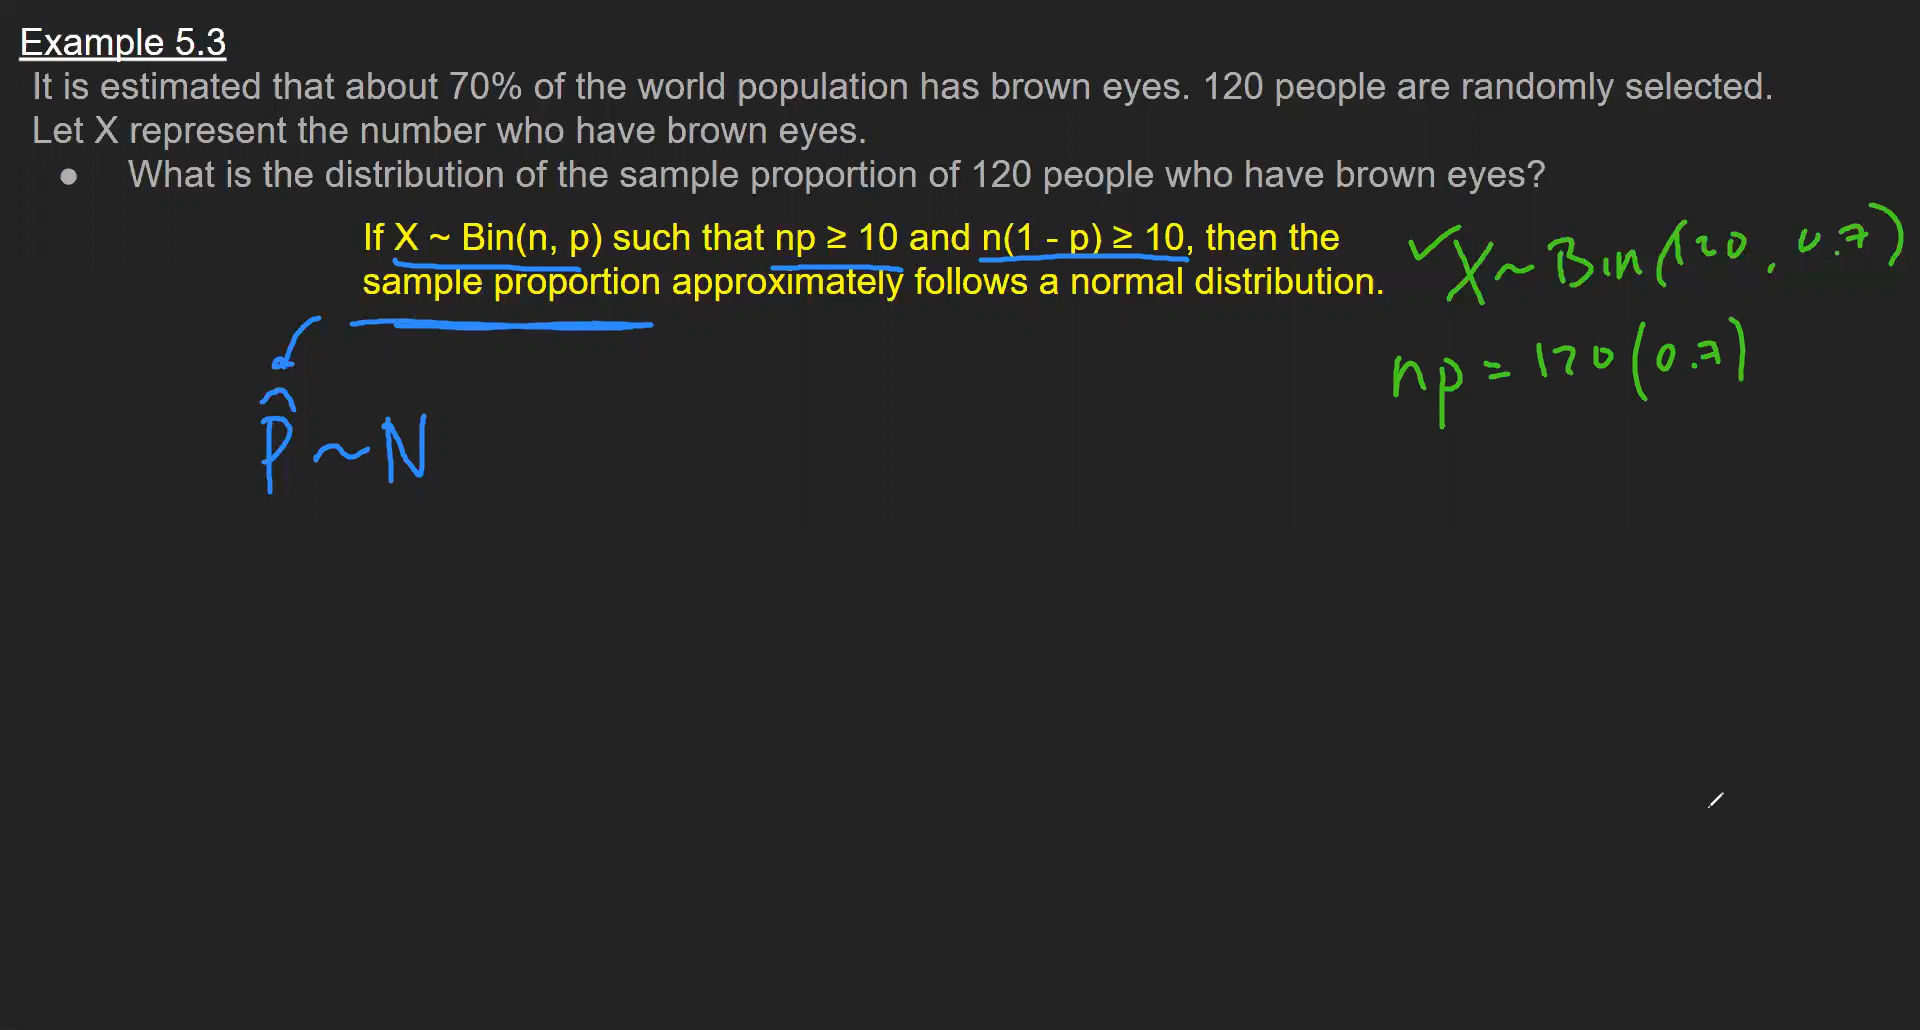 Example 5.3
It is estimated that about 70% of the world population has brown eyes. 120 people are randomly selected.
Let X represent the number who have brown eyes.
● What is the distribution of the sample proportion of 120 people who have brown eyes?
If X ~ Bin(n, p) such that np ≥ 10 and n(1 - p) ≥ 10, then the
sample proportion approximately follows a normal distribution.
✓ X ~ Bin(120, 0.7)
np = 120(0.7)
P̂ ~ N